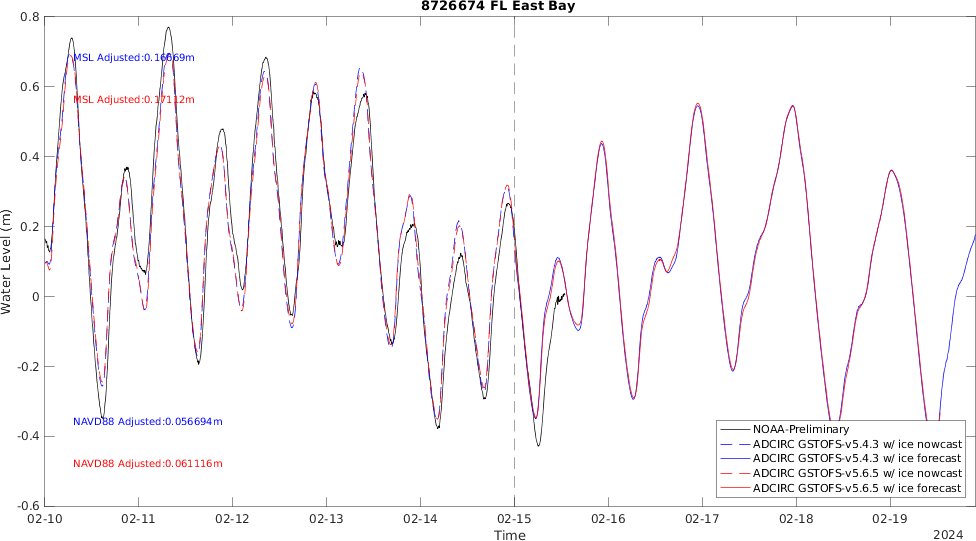 8726674 FL East Bay
0.8
0.6
0.4
0.2
0
-0.2
-0.4
-0.6
Water Level (m)
MSL Adjusted:0.16669m
MSL Adjusted:0.17112m
NAVD88 Adjusted:0.056694m
NAVD88 Adjusted:0.061116m
NOAA-Preliminary
ADCIRC GSTOFS-v5.4.3 w/ ice nowcast
ADCIRC GSTOFS-v5.4.3 w/ ice forecast
ADCIRC GSTOFS-v5.6.5 w/ ice nowcast
ADCIRC GSTOFS-v5.6.5 w/ ice forecast
02-10 02-11 02-12 02-13 02-14 02-15 02-16 02-17 02-18 02-19
Time
2024